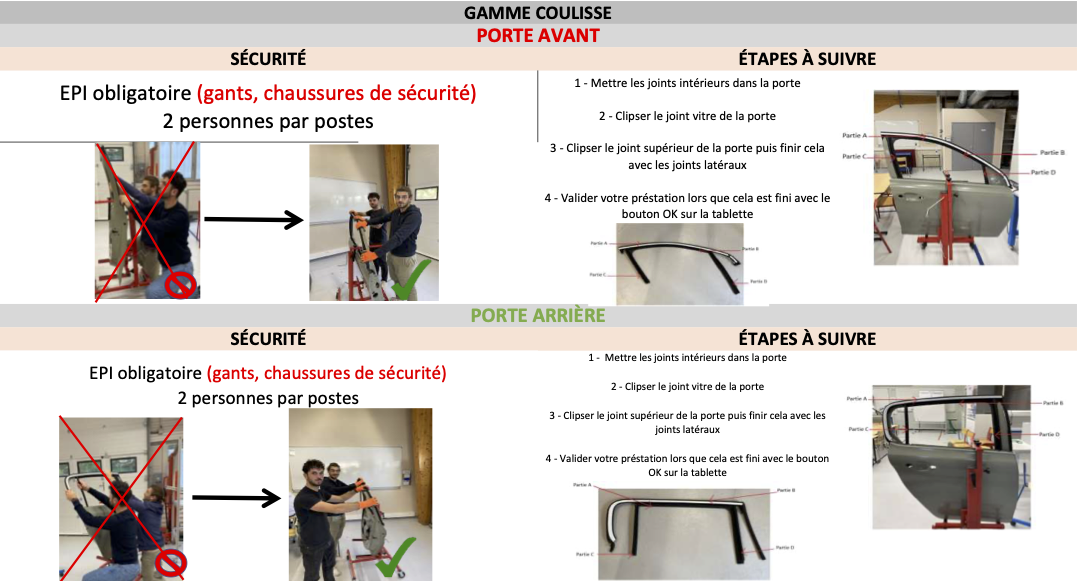 GAMME COULISSE
PORTE AVANT
SÉCURITÉ
EPI obligatoire (gants, chaussures de sécurité)
2 personnes par postes
ÉTAPES À SUIVRE
1 - Mettre les joints intérieurs dans la porte
2 - Clipser le joint vitre de la porte
3 - Clipser le joint supérieur de la porte puis finir cela
avec les joints latéraux
4 - Valider votre préstation lors que cela est fini avec le
bouton OK sur la tablette
Partie A
Partie B
Partie C
Partie D
Partie A
Partie B
Partie C
Partie D
PORTE ARRIÈRE
SÉCURITÉ
EPI obligatoire (gants, chaussures de sécurité)
2 personnes par postes
ÉTAPES À SUIVRE
1 - Mettre les joints intérieurs dans la porte
2 - Clipser le joint vitre de la porte
3 - Clipser le joint supérieur de la porte puis finir cela avec les
joints latéraux
4 - Valider votre préstation lors que cela est fini avec le bouton
OK sur la tablette
Partie A
Partie B
Partie C
Partie D
Partie A
Partie B
Partie C
Partie D